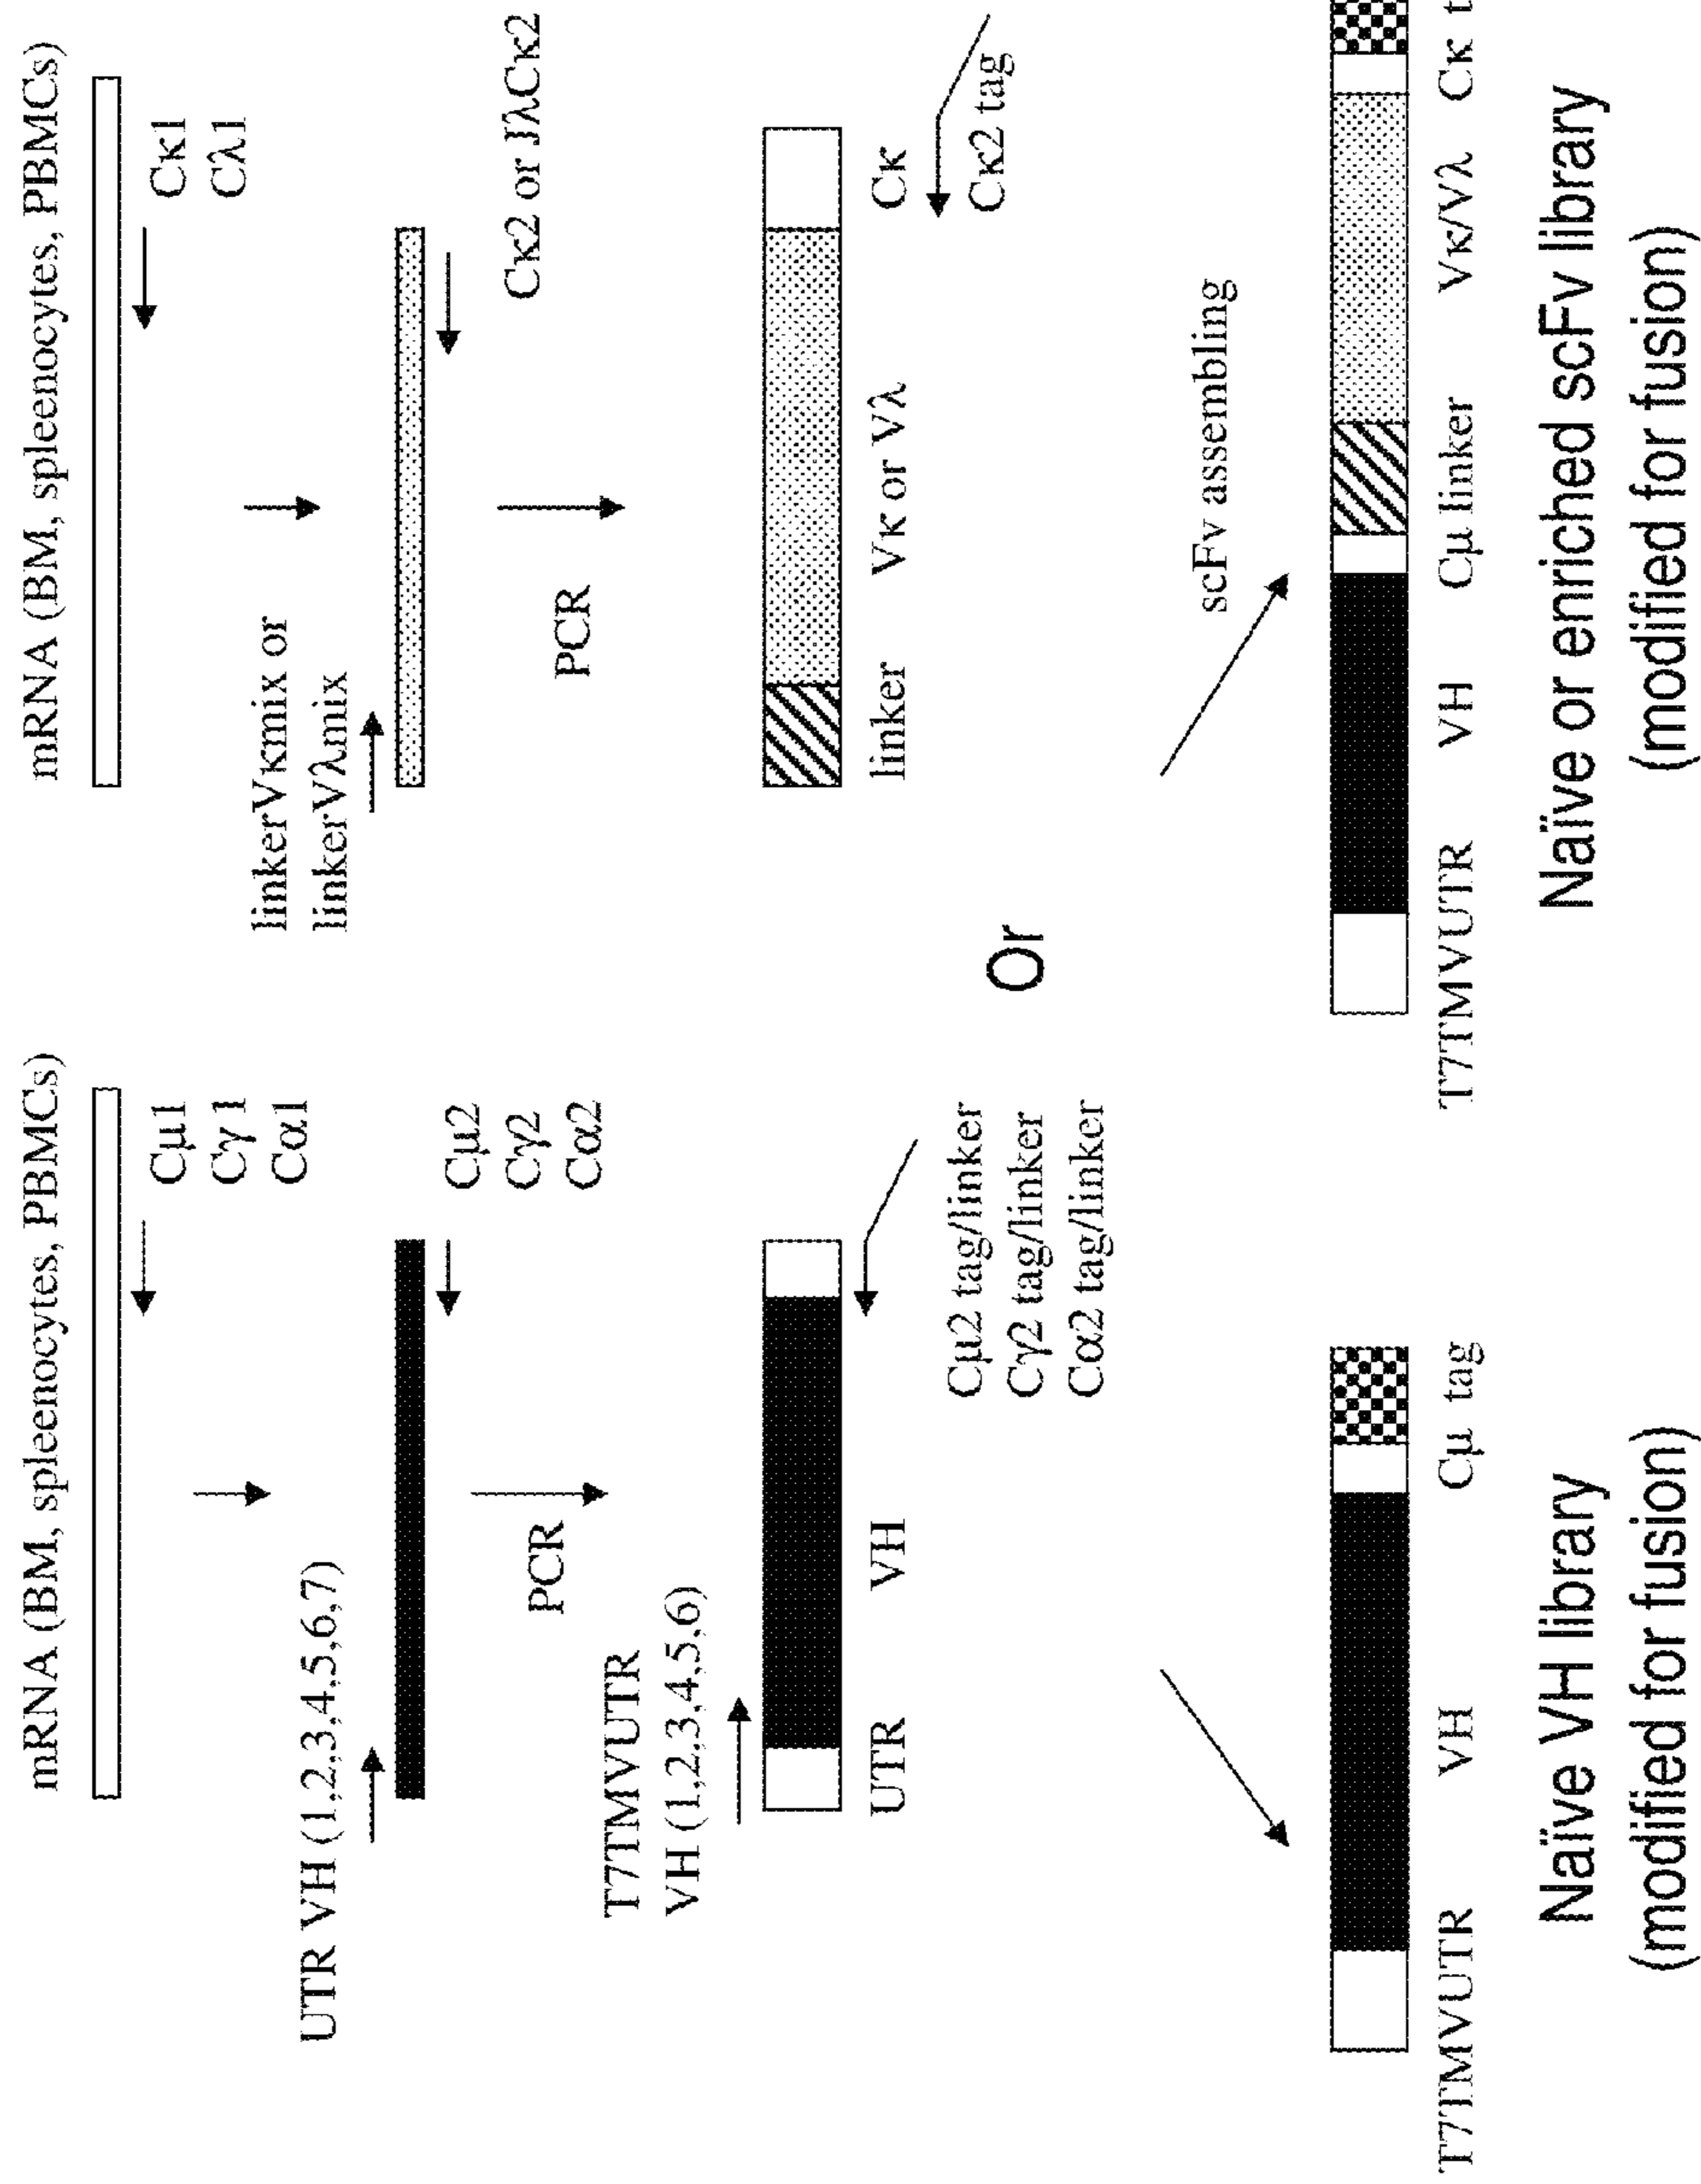 mRNA (BM, spleenocytes, PBMCs)
Cμ1
Cγ1
Cα1
UTR VH (1,2,3,4,5,6,7)
Cμ2
Cγ2
Cα2
PCR
T7TMVUTR
VH (1,2,3,4,5,6)
UTR VH
Cμ2 tag/linker
Cγ2 tag/linker
Cα2 tag/linker
T7TMVUTR VH Cμ tag
Naïve VH library
(modified for fusion)
Or
mRNA (BM, spleenocytes, PBMCs)
Cκ1
Cλ1
linkerVκmix or
linkerVλmix
Cκ2 or JλCκ2
PCR
linker Vκ or Vλ Cκ
Cκ2 tag
scFv assembling
T7TMVUTR VH Cμ linker Vκ/Vλ Cκ t
Naïve or enriched scFv library
(modified for fusion)